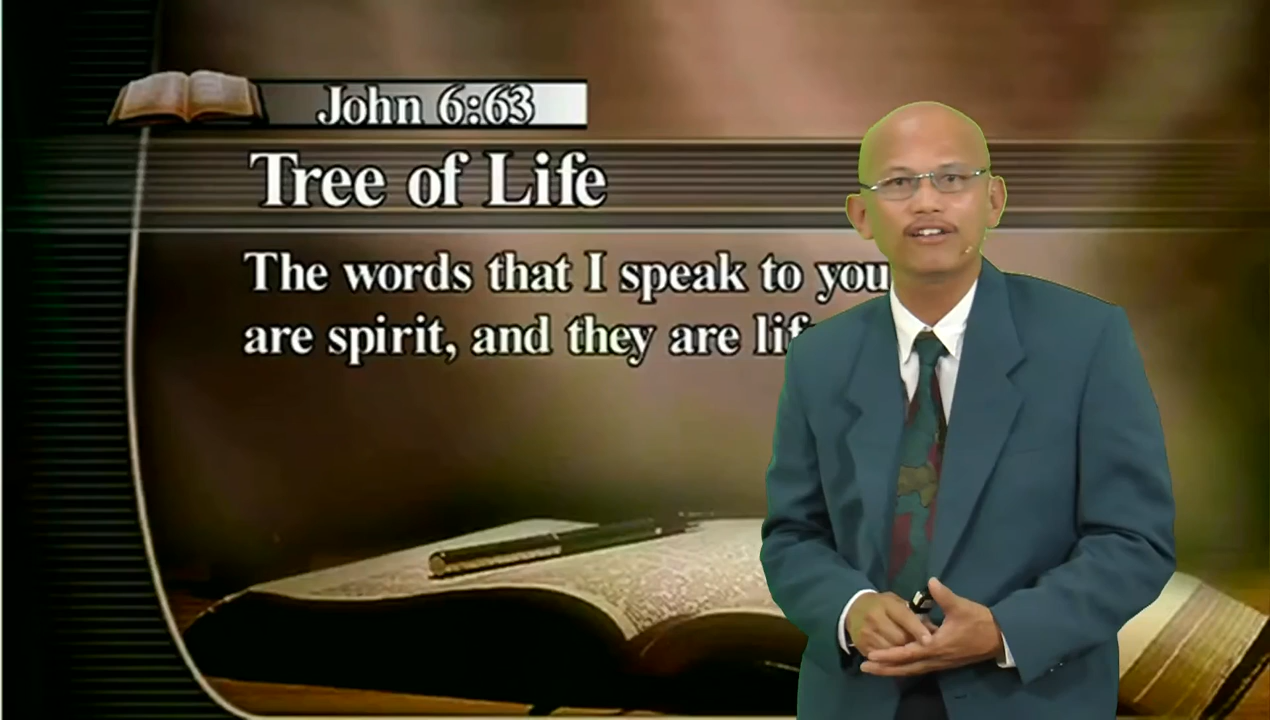 John 6:63
Tree of Life
The words that I speak to you
are spirit, and they are lif